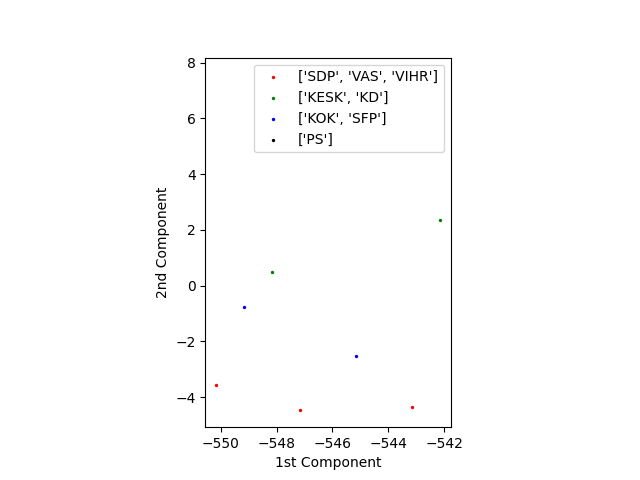 8
6
4
2
0
−2
−4
2nd Component
['SDP', 'VAS', 'VIHR']
['KESK', 'KD']
['KOK', 'SFP']
['PS']
−550 −548 −546 −544 −542
1st Component